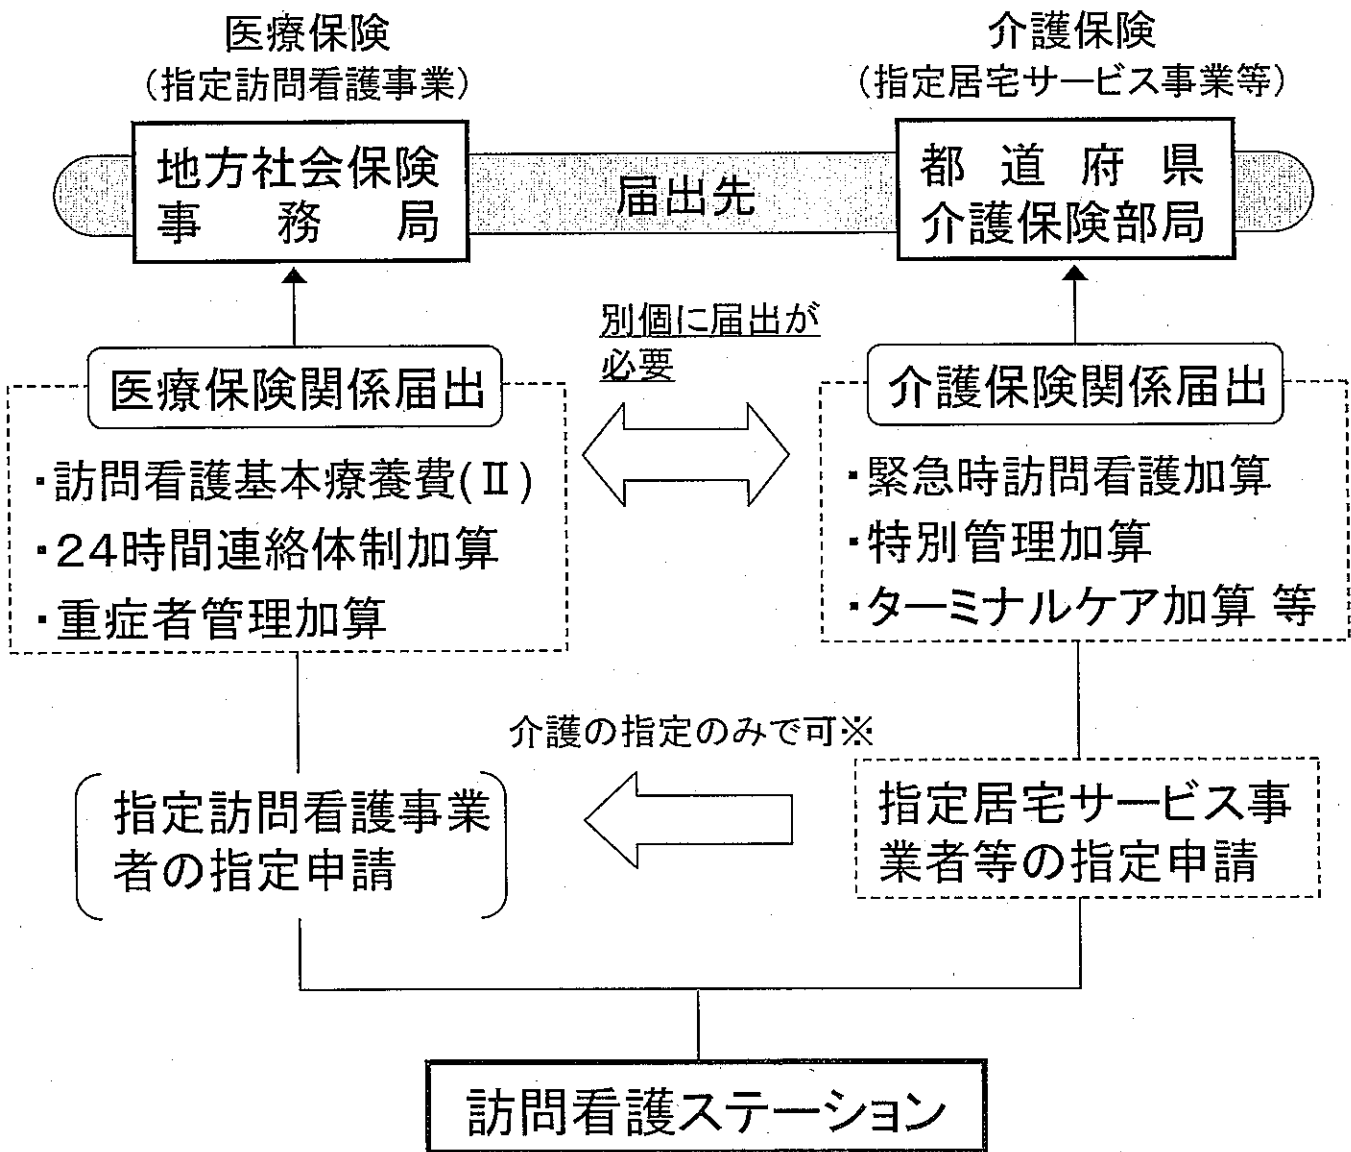 医療保険
（指定訪問看護事業）
介護保険
（指定居宅サービス事業等）
地方社会保険
事務局
届出先
都道府県
介護保険部局
別個に届出が
必要
医療保険関係届出
・訪問看護基本療養費(Ⅱ)
・24時間連絡体制加算
・重症者管理加算
介護保険関係届出
・緊急時訪問看護加算
・特別管理加算
・ターミナルケア加算 等
介護の指定のみで可※
指定訪問看護事業
者の指定申請
指定居宅サービス事
業者等の指定申請
訪問看護ステーション